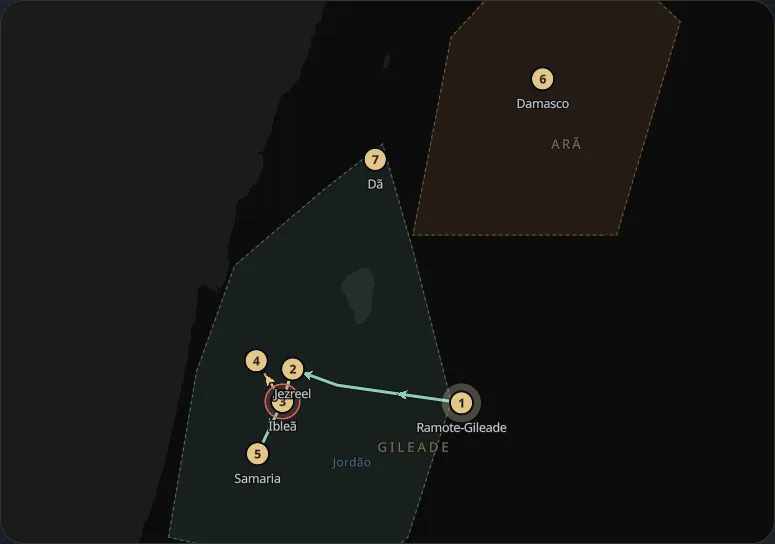 6
Damasco
ARÃ
7
Dã
4
2
Jezreel
3
Ibleã
1
Ramote-Gileade
GILEADE
5
Jordão
Samaria